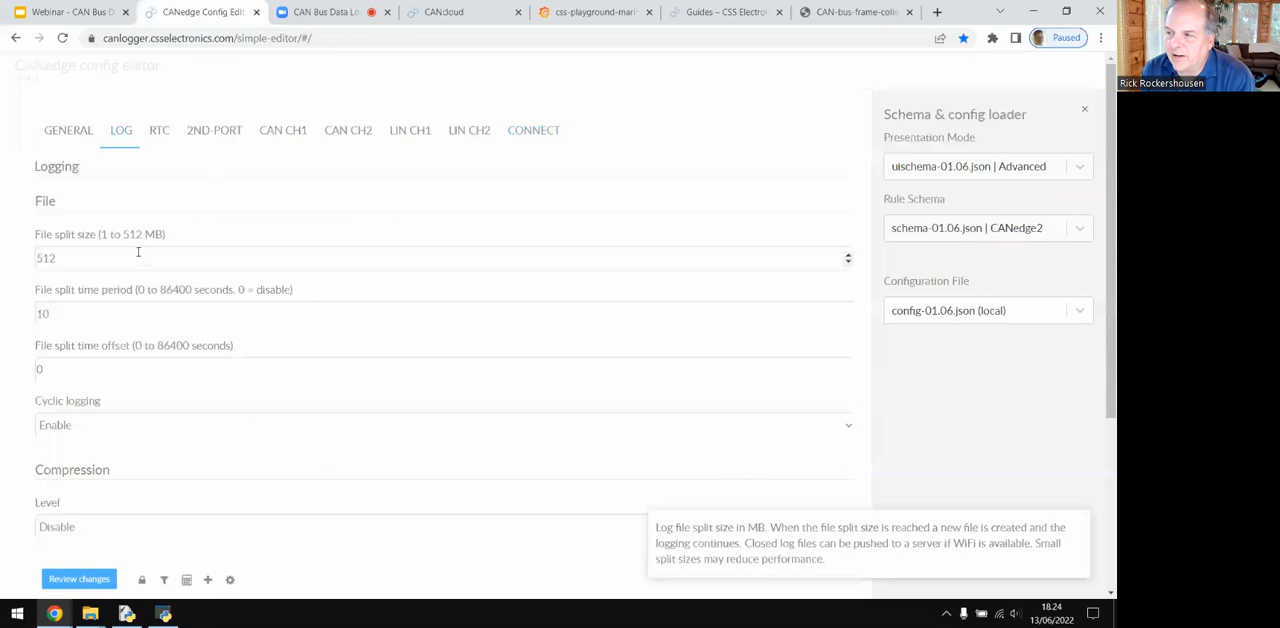 Webinar - CAN Bus D
CANedge Config Edit
CAN Bus Data Lo
CANcloud
css-playground-mari
Guides – CSS Electron
CAN-bus-frame-collis
canlogger.csselectronics.com/simple-editor/#/
Paused
Rick Rockershousen
CANedge config editor
GENERAL LOG RTC 2ND-PORT CAN CH1 CAN CH2 LIN CH1 LIN CH2 CONNECT
Logging
File
File split size (1 to 512 MB)
512
File split time period (0 to 86400 seconds, 0 = disable)
10
File split time offset (0 to 86400 seconds)
0
Cyclic logging
Enable
Compression
Level
Disable
Review changes
Schema & config loader
Presentation Mode
uischema-01.06.json | Advanced
Rule Schema
schema-01.06.json | CANedge2
Configuration File
config-01.06.json (local)
Log file split size in MB. When the file split size is reached a new file is created and the
logging continues. Closed log files can be pushed to a server if WiFi is available. Small
split sizes may reduce performance.
18.24
13/06/2022